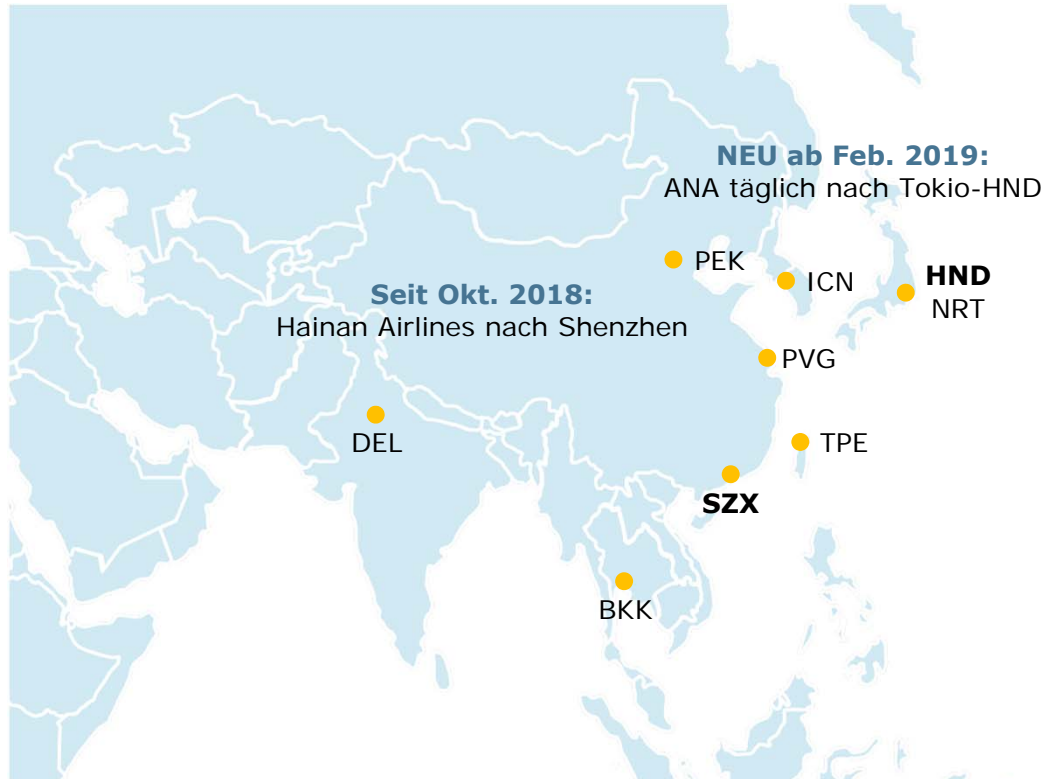 NEU ab Feb. 2019:
ANA täglich nach Tokio-HND
PEK
ICN
HND
NRT
Seit Okt. 2018:
Hainan Airlines nach Shenzhen
PVG
DEL
TPE
SZX
BKK